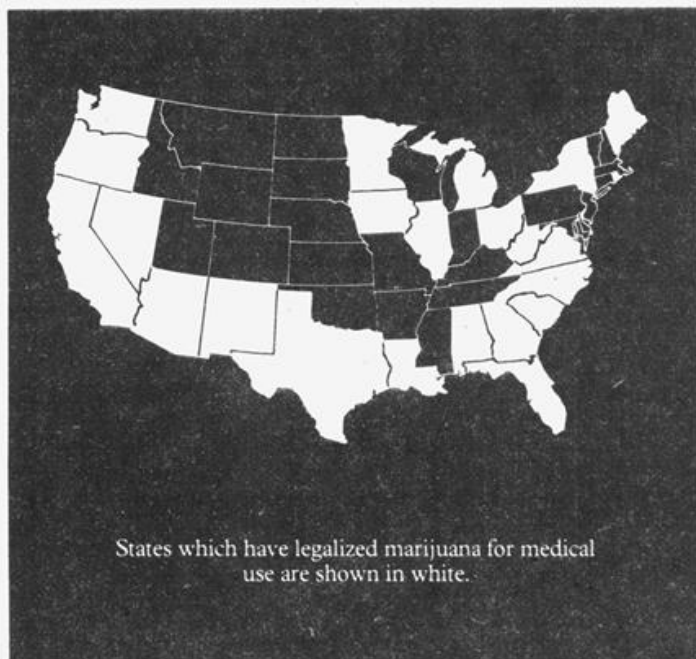 States which have legalized marijuana for medical
use are shown in white.